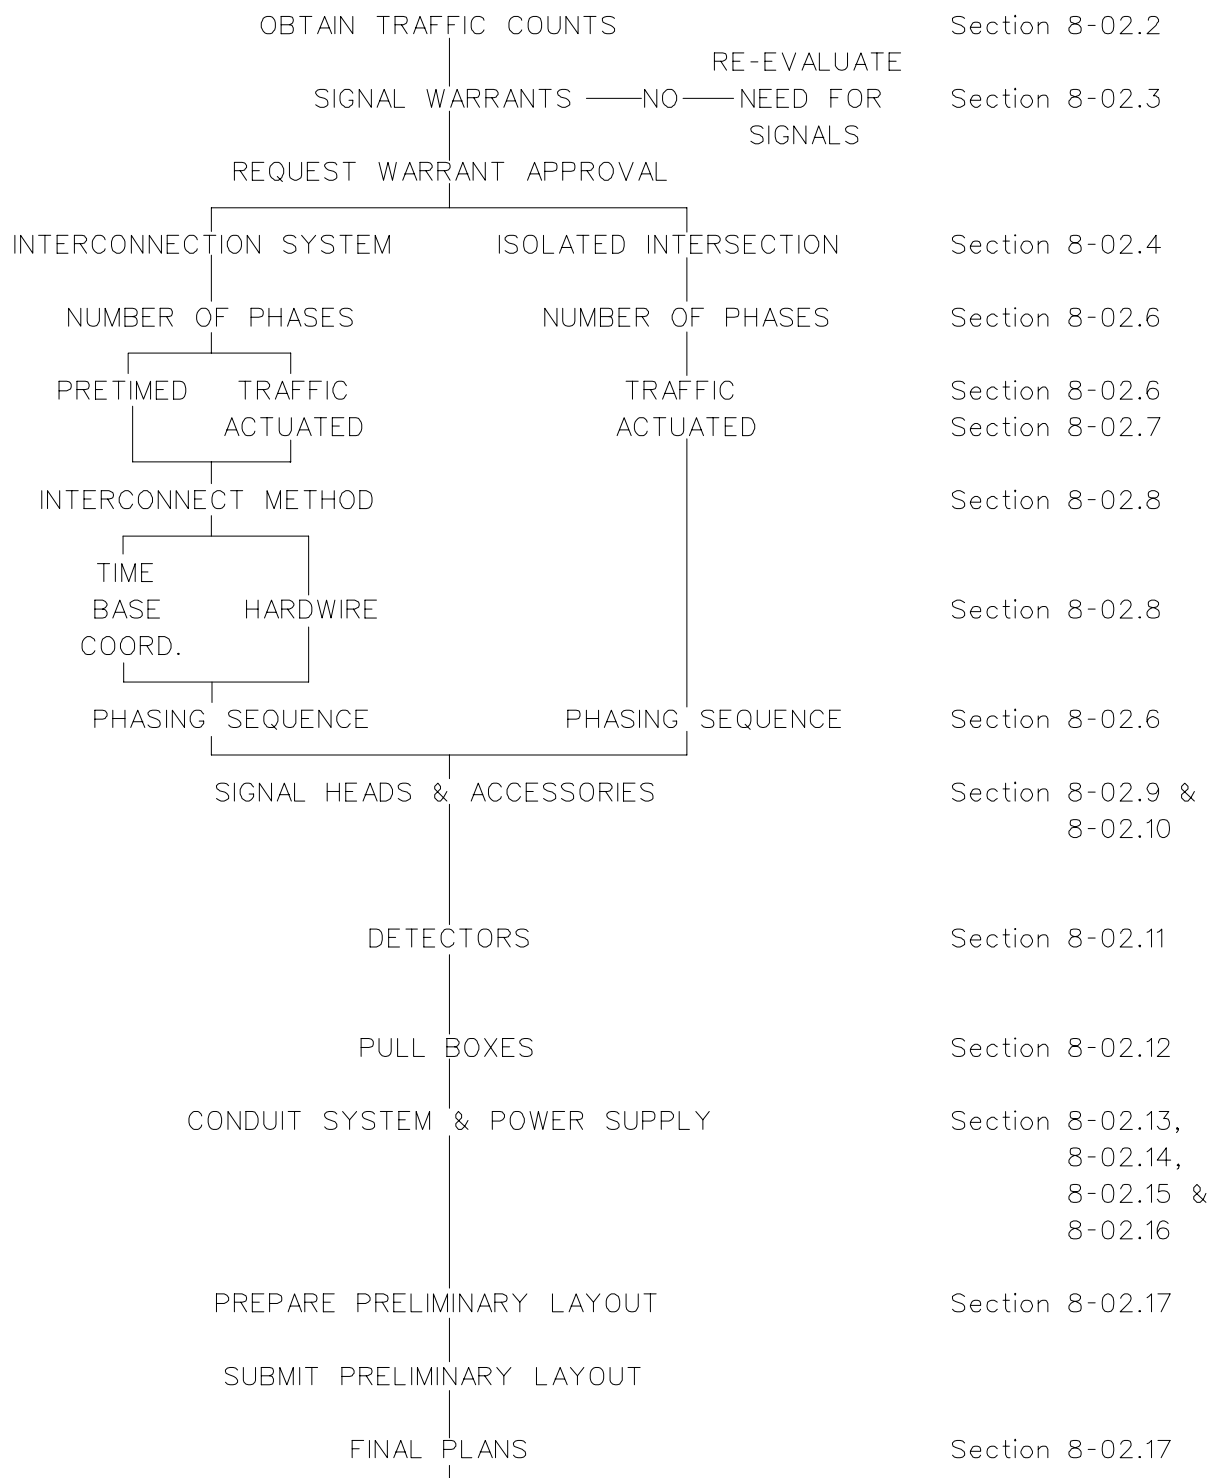 OBTAIN TRAFFIC COUNTS Section 8-02.2
RE-EVALUATE
SIGNAL WARRANTS NO NEED FOR Section 8-02.3
SIGNALS
REQUEST WARRANT APPROVAL
INTERCONNECTION SYSTEM ISOLATED INTERSECTION Section 8-02.4
NUMBER OF PHASES NUMBER OF PHASES Section 8-02.6
PRETIMED TRAFFIC TRAFFIC Section 8-02.6
ACTUATED ACTUATED Section 8-02.7
INTERCONNECT METHOD Section 8-02.8
TIME
BASE HARDWIRE Section 8-02.8
COORD.
PHASING SEQUENCE PHASING SEQUENCE Section 8-02.6
SIGNAL HEADS & ACCESSORIES Section 8-02.9 &
8-02.10
DETECTORS Section 8-02.11
PULL BOXES Section 8-02.12
CONDUIT SYSTEM & POWER SUPPLY Section 8-02.13,
8-02.14,
8-02.15 &
8-02.16
PREPARE PRELIMINARY LAYOUT Section 8-02.17
SUBMIT PRELIMINARY LAYOUT
FINAL PLANS Section 8-02.17